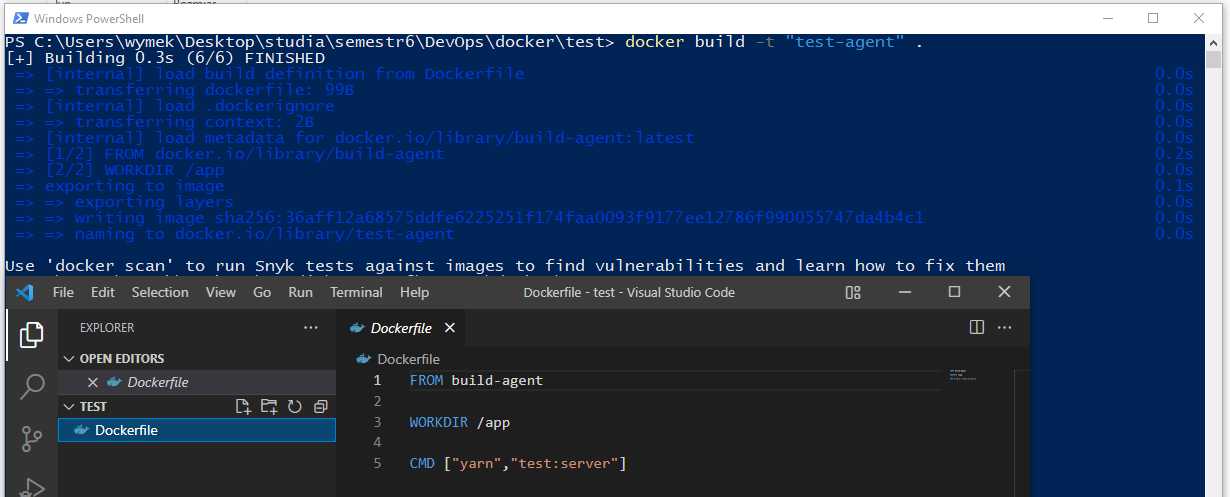 Windows PowerShell
PS C:\Users\wymek\Desktop\studia\semestr6\DevOps\docker\test> docker build -t "test-agent" .
[+] Building 0.3s (6/6) FINISHED
=> [internal] load build definition from Dockerfile 0.0s
=> => transferring dockerfile: 99B 0.0s
=> [internal] load .dockerignore 0.0s
=> => transferring context: 2B 0.0s
=> [internal] load metadata for docker.io/library/build-agent:latest 0.0s
=> [1/2] FROM docker.io/library/build-agent 0.2s
=> [2/2] WORKDIR /app 0.0s
=> exporting to image 0.1s
=> => exporting layers 0.0s
=> => writing image sha256:36aff12a68575ddfe6225251f174faa0093f9177ee12786f990055747da4b4c1 0.0s
=> => naming to docker.io/library/test-agent 0.0s
Use 'docker scan' to run Snyk tests against images to find vulnerabilities and learn how to fix them
File Edit Selection View Go Run Terminal Help Dockerfile - test - Visual Studio Code
EXPLORER
Dockerfile
OPEN EDITORS
Dockerfile
Dockerfile
1 FROM build-agent
TEST
2
Dockerfile
3 WORKDIR /app
4
5 CMD ["yarn","test:server"]